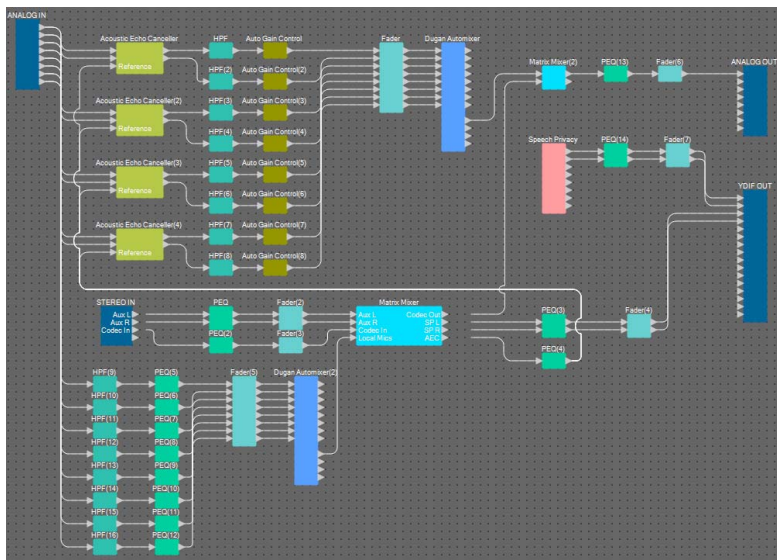 ANALOG IN
Acoustic Echo Canceller
HPF
Auto Gain Control
Fader
Dugan Automixer
Reference
HPF(2)
Auto Gain Control(2)
Matrix Mixer(2)
PEQ(13)
Fader(6)
ANALOG OUT
Acoustic Echo Canceller(2)
HPF(3)
Auto Gain Control(3)
Reference
HPF(4)
Auto Gain Control(4)
Speech Privacy
PEQ(14)
Fader(7)
Acoustic Echo Canceller(3)
HPF(5)
Auto Gain Control(5)
Reference
HPF(6)
Auto Gain Control(6)
YDIF OUT
Acoustic Echo Canceller(4)
HPF(7)
Auto Gain Control(7)
Reference
HPF(8)
Auto Gain Control(8)
STEREO IN
PEQ
Fader(2)
Matrix Mixer
PEQ(3)
Fader(4)
Aux L
Aux L
Codec Out
Aux R
Aux R
SP L
Codec In
PEQ(2)
Fader(3)
Codec In
SP R
Local Mics
AEC
PEQ(4)
HPF(9)
PEQ(5)
Fader(5)
Dugan Automixer(2)
HPF(10)
PEQ(6)
HPF(11)
PEQ(7)
HPF(12)
PEQ(8)
HPF(13)
PEQ(9)
HPF(14)
PEQ(10)
HPF(15)
PEQ(11)
HPF(16)
PEQ(12)